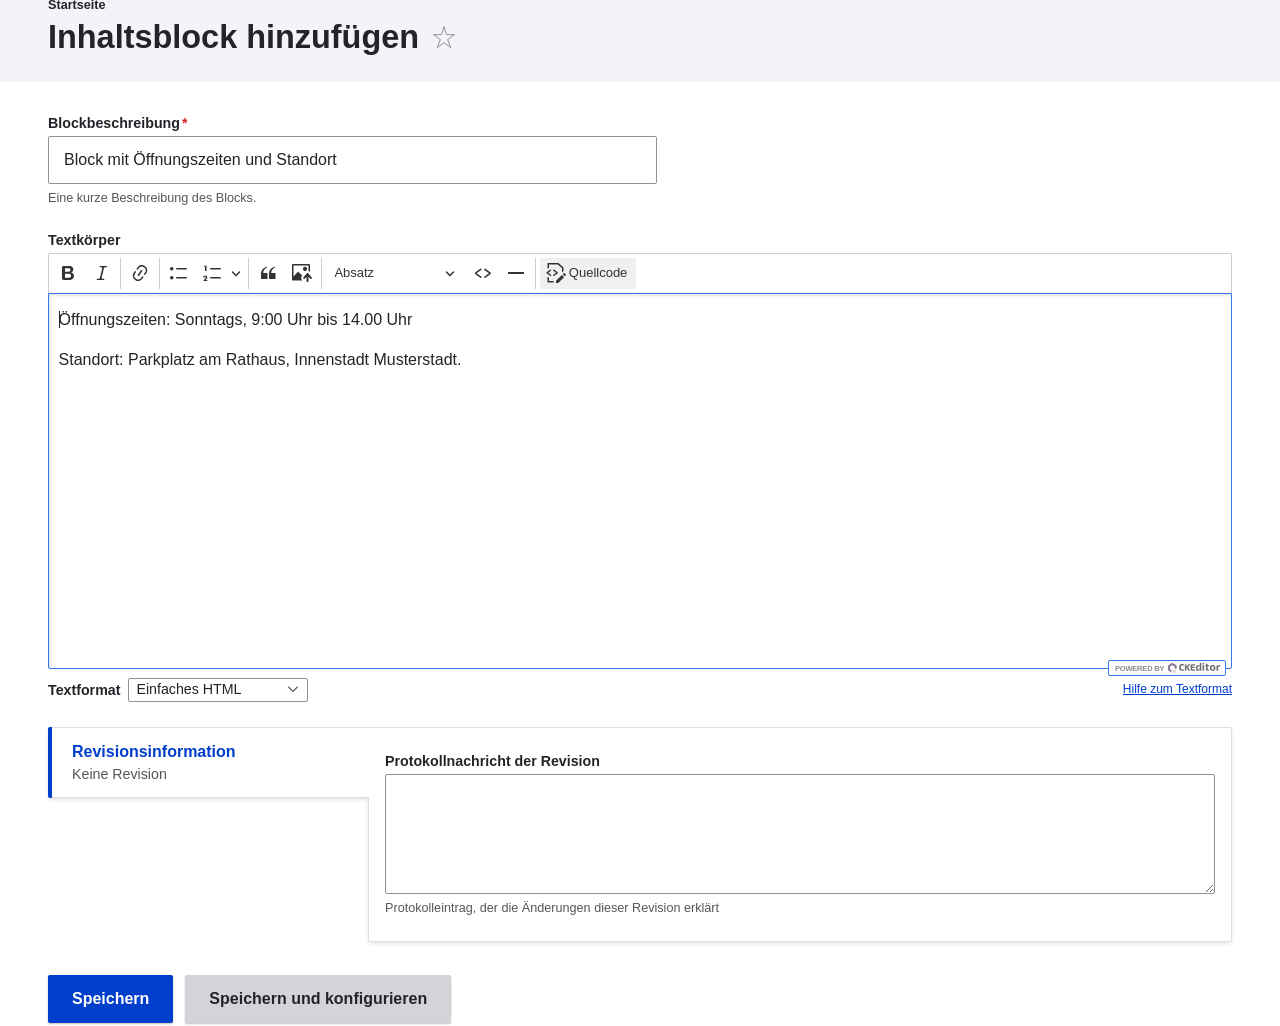 Startseite
Inhaltsblock hinzufügen
Blockbeschreibung*
Block mit Öffnungszeiten und Standort
Eine kurze Beschreibung des Blocks.
Textkörper
Absatz
Quellcode
Öffnungszeiten: Sonntags, 9:00 Uhr bis 14.00 Uhr
Standort: Parkplatz am Rathaus, Innenstadt Musterstadt.
POWERED BY CKEditor
Textformat Einfaches HTML
Hilfe zum Textformat
Revisionsinformation
Keine Revision
Protokollnachricht der Revision
Protokolleintrag, der die Änderungen dieser Revision erklärt
Speichern
Speichern und konfigurieren